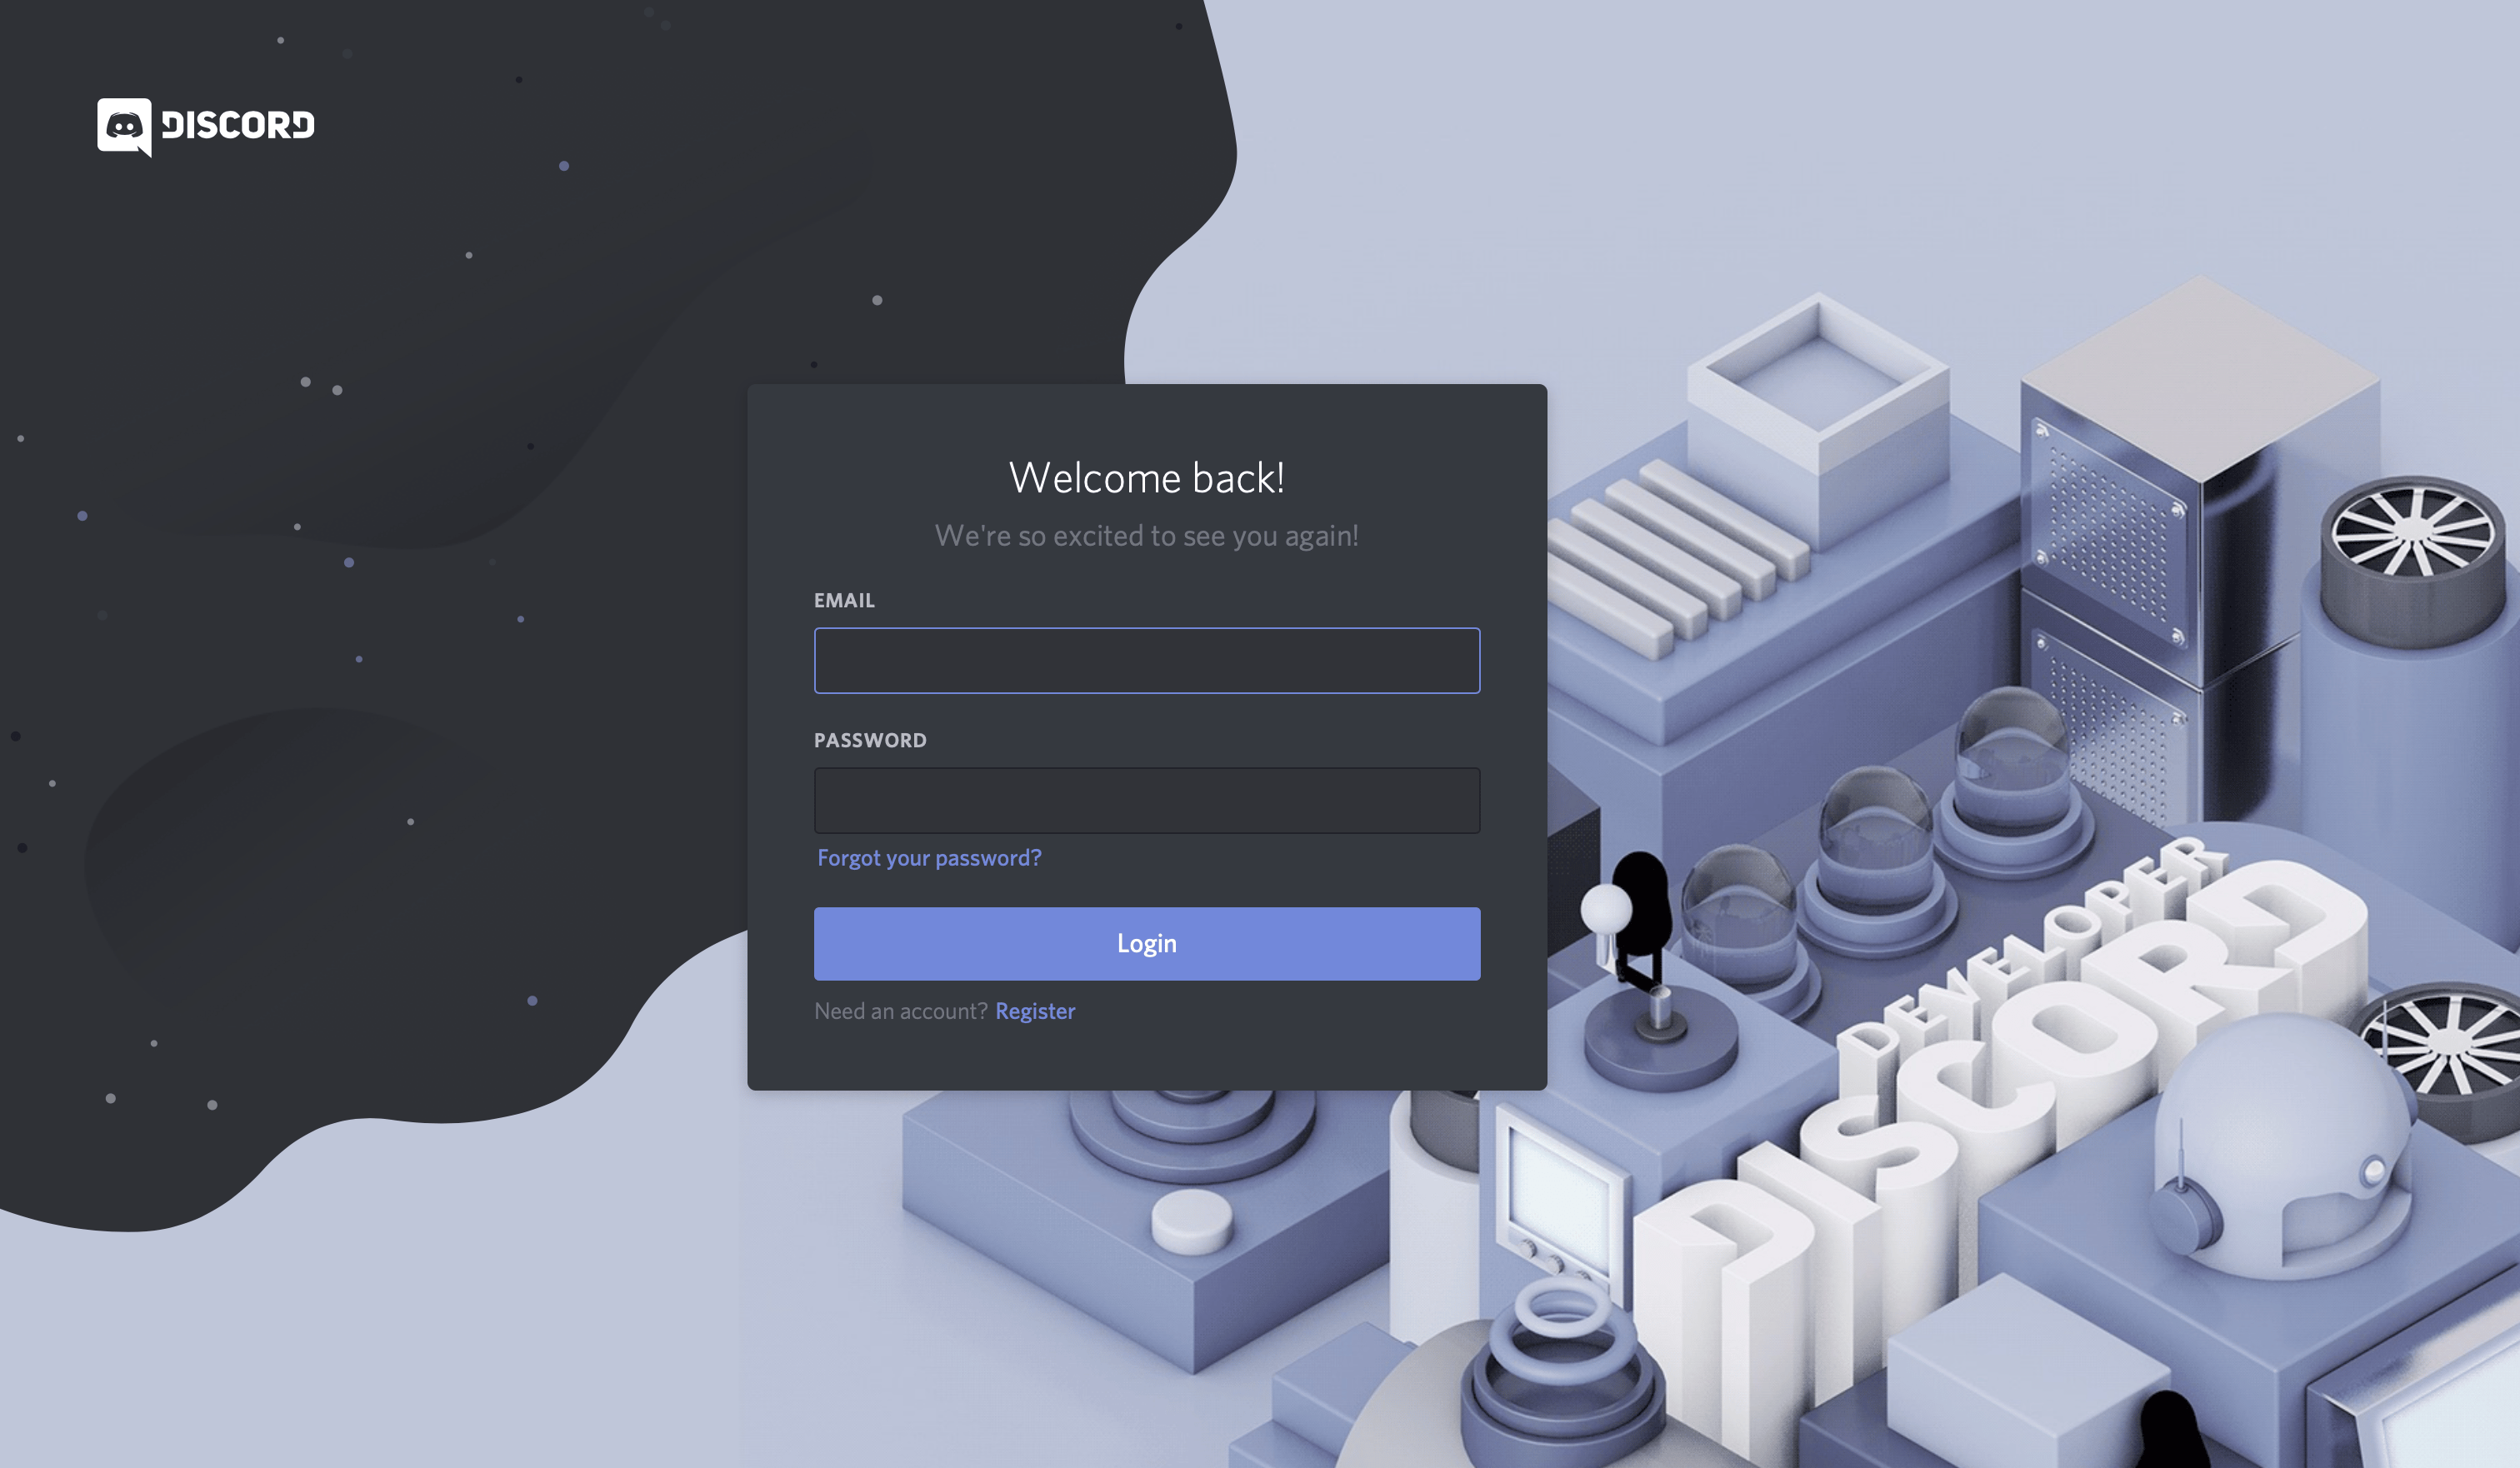 DISCORD
Welcome back!
We're so excited to see you again!
EMAIL
PASSWORD
Forgot your password?
Login
Need an account? Register
DEVELOPER
DISCORD